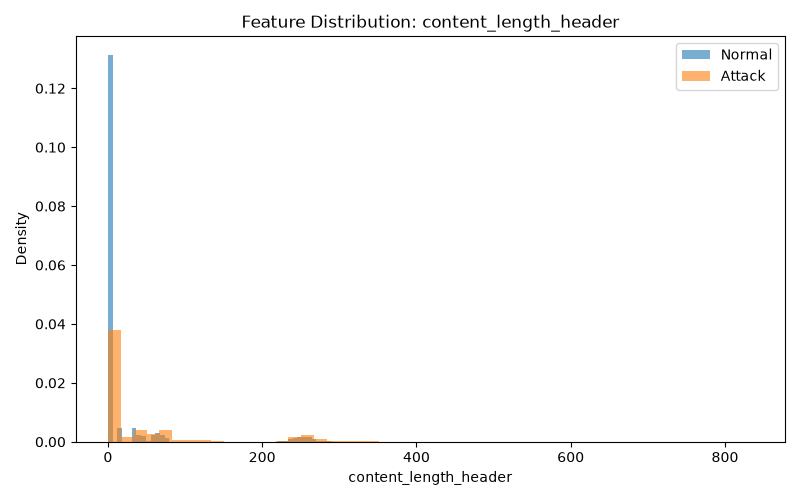 Feature Distribution: content_length_header
Normal
Attack
Density
0.12
0.10
0.08
0.06
0.04
0.02
0.00
0
200
400
600
800
content_length_header